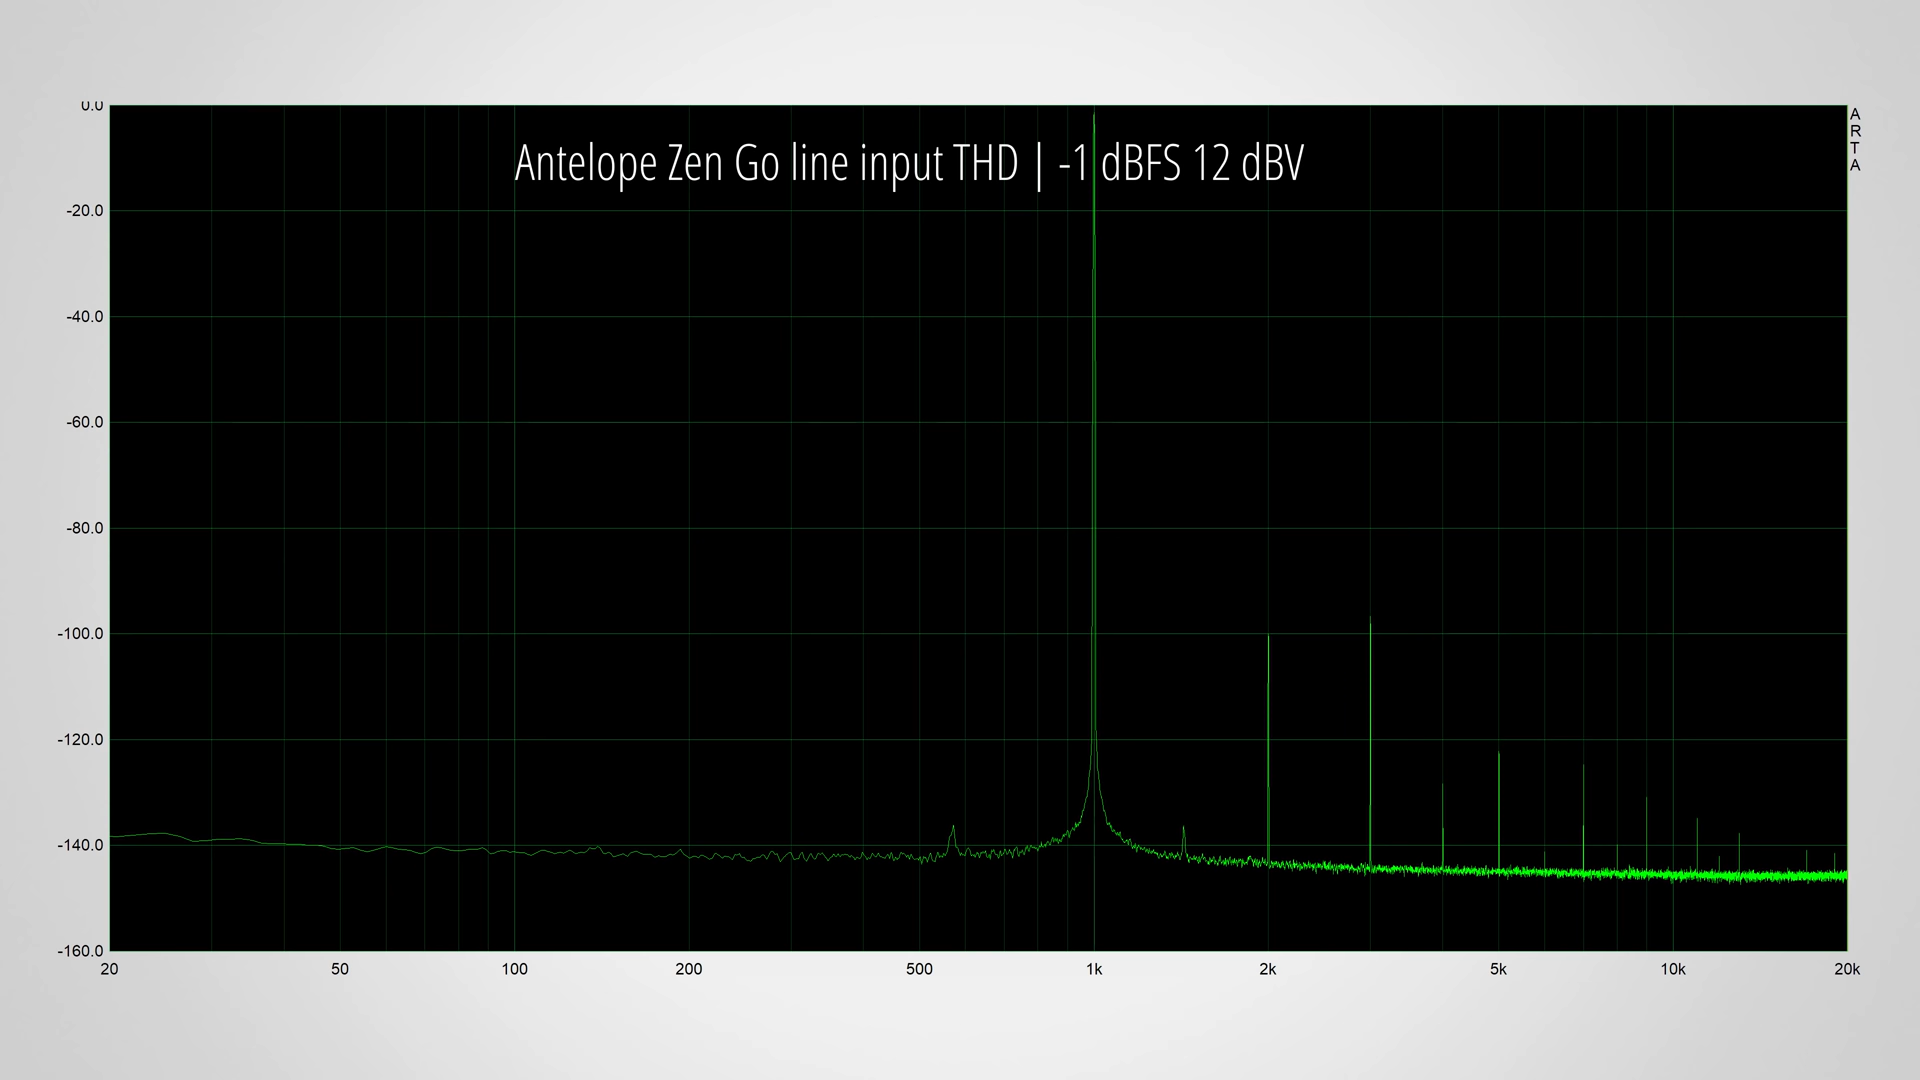 Antelope Zen Go line input THD | -1 dBFS 12 dBV
A
R
T
A
0.0
-20.0
-40.0
-60.0
-80.0
-100.0
-120.0
-140.0
-160.0
20 50 100 200 500 1k 2k 5k 10k 20k